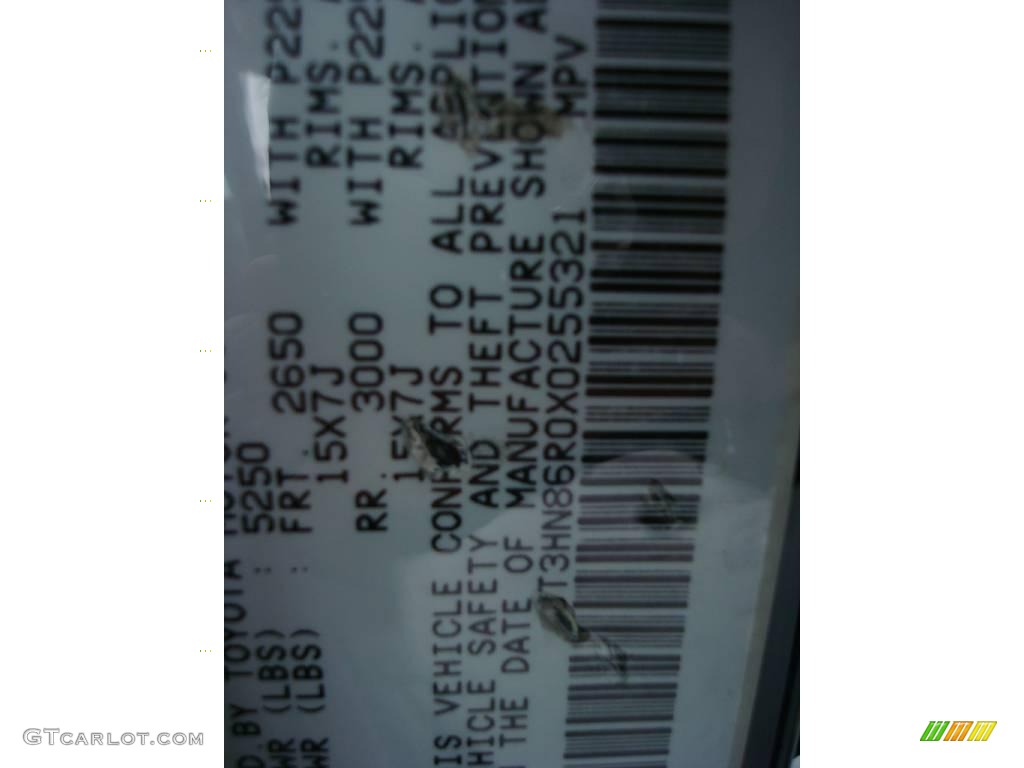 D.BY TOYOTA
WR (LBS) : 5250
WR (LBS) : FRT. 2650 WITH P22
15X7J RIMS.
RR. 3000 WITH P22
15X7J RIMS.
IS VEHICLE CONFORMS TO ALL APPLIC
HICLE SAFETY AND THEFT PREVENTION
THE DATE OF MANUFACTURE SHOWN A
T3HN86R0X0255321 MPV
GTCARLOT.COM